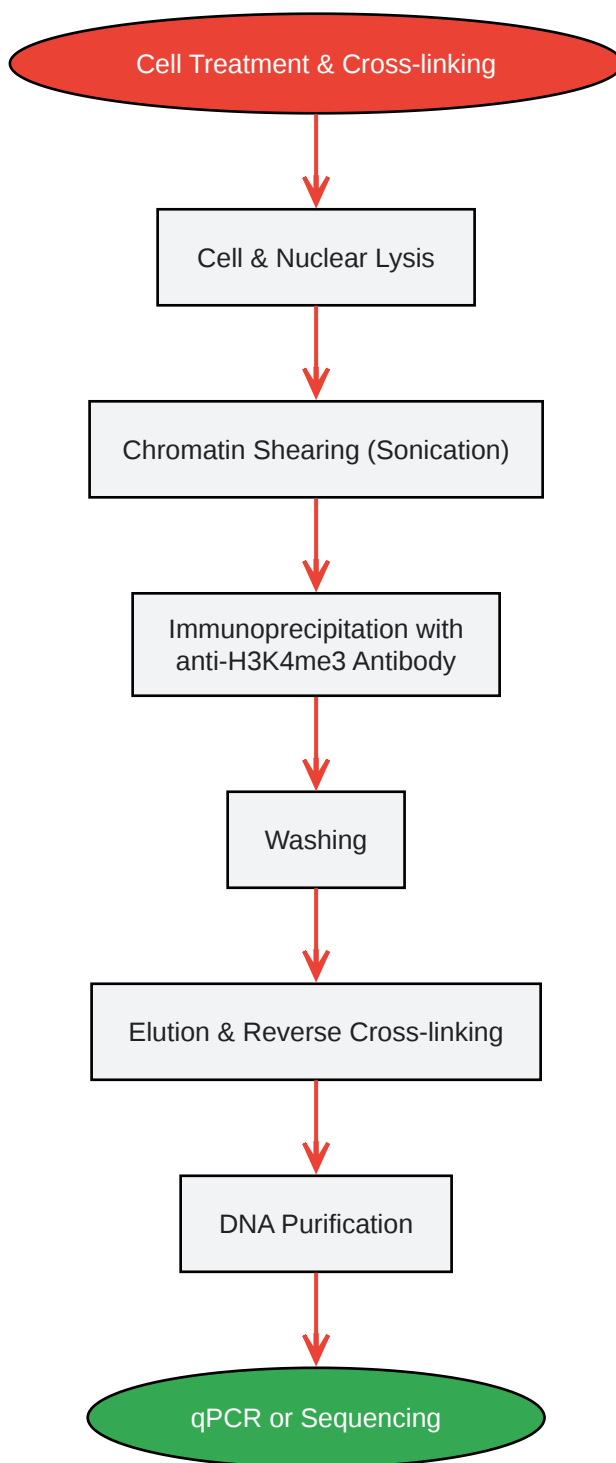 Cell Treatment & Cross-linking
Cell & Nuclear Lysis
Chromatin Shearing (Sonication)
Immunoprecipitation with
anti-H3K4me3 Antibody
Washing
Elution & Reverse Cross-linking
DNA Purification
qPCR or Sequencing